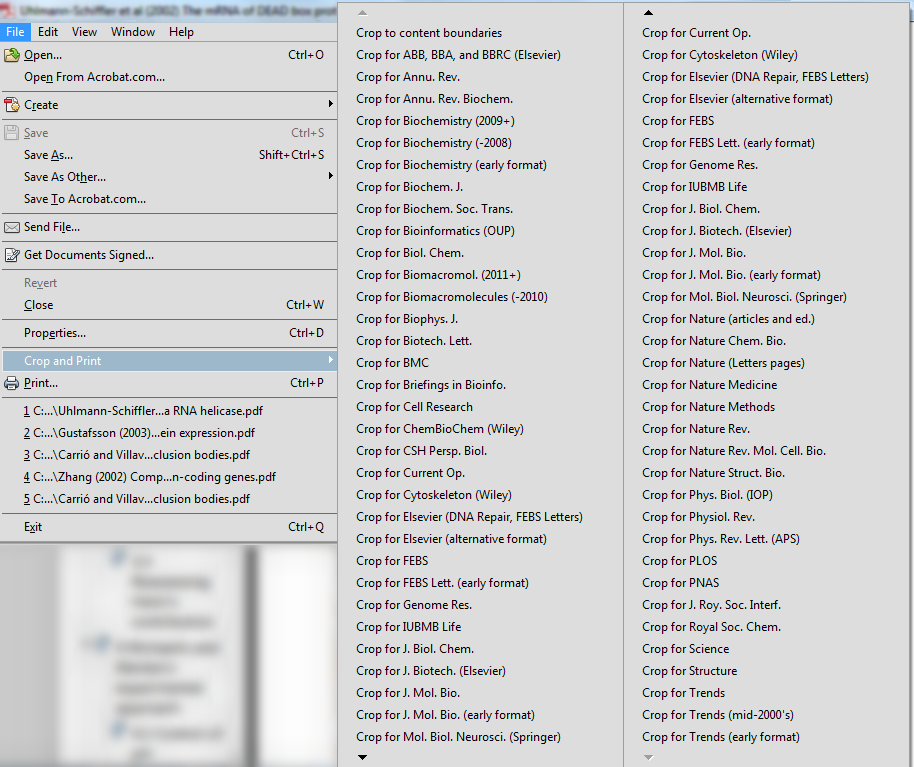 Uhlmann-Schiffler et al (2002) The mRNA of DEAD box prot
File Edit View Window Help
Open... Ctrl+O
Open From Acrobat.com...
Create
Save Ctrl+S
Save As... Shift+Ctrl+S
Save As Other...
Save To Acrobat.com...
Send File...
Get Documents Signed...
Revert
Close Ctrl+W
Properties... Ctrl+D
Crop and Print
Print... Ctrl+P
1 C:...\Uhlmann-Schiffler...a RNA helicase.pdf
2 C:...\Gustafsson (2003)...ein expression.pdf
3 C:...\Carrió and Villav...clusion bodies.pdf
4 C:...\Zhang (2002) Comp...n-coding genes.pdf
5 C:...\Carrió and Villav...clusion bodies.pdf
Exit Ctrl+Q
Crop to content boundaries
Crop for ABB, BBA, and BBRC (Elsevier)
Crop for Annu. Rev.
Crop for Annu. Rev. Biochem.
Crop for Biochemistry (2009+)
Crop for Biochemistry (-2008)
Crop for Biochemistry (early format)
Crop for Biochem. J.
Crop for Biochem. Soc. Trans.
Crop for Bioinformatics (OUP)
Crop for Biol. Chem.
Crop for Biomacromol. (2011+)
Crop for Biomacromolecules (-2010)
Crop for Biophys. J.
Crop for Biotech. Lett.
Crop for BMC
Crop for Briefings in Bioinfo.
Crop for Cell Research
Crop for ChemBioChem (Wiley)
Crop for CSH Persp. Biol.
Crop for Current Op.
Crop for Cytoskeleton (Wiley)
Crop for Elsevier (DNA Repair, FEBS Letters)
Crop for Elsevier (alternative format)
Crop for FEBS
Crop for FEBS Lett. (early format)
Crop for Genome Res.
Crop for IUBMB Life
Crop for J. Biol. Chem.
Crop for J. Biotech. (Elsevier)
Crop for J. Mol. Bio.
Crop for J. Mol. Bio. (early format)
Crop for Mol. Biol. Neurosci. (Springer)
Crop for Current Op.
Crop for Cytoskeleton (Wiley)
Crop for Elsevier (DNA Repair, FEBS Letters)
Crop for Elsevier (alternative format)
Crop for FEBS
Crop for FEBS Lett. (early format)
Crop for Genome Res.
Crop for IUBMB Life
Crop for J. Biol. Chem.
Crop for J. Biotech. (Elsevier)
Crop for J. Mol. Bio.
Crop for J. Mol. Bio. (early format)
Crop for Mol. Biol. Neurosci. (Springer)
Crop for Nature (articles and ed.)
Crop for Nature Chem. Bio.
Crop for Nature (Letters pages)
Crop for Nature Medicine
Crop for Nature Methods
Crop for Nature Rev.
Crop for Nature Rev. Mol. Cell. Bio.
Crop for Nature Struct. Bio.
Crop for Phys. Biol. (IOP)
Crop for Physiol. Rev.
Crop for Phys. Rev. Lett. (APS)
Crop for PLOS
Crop for PNAS
Crop for J. Roy. Soc. Interf.
Crop for Royal Soc. Chem.
Crop for Science
Crop for Structure
Crop for Trends
Crop for Trends (mid-2000's)
Crop for Trends (early format)